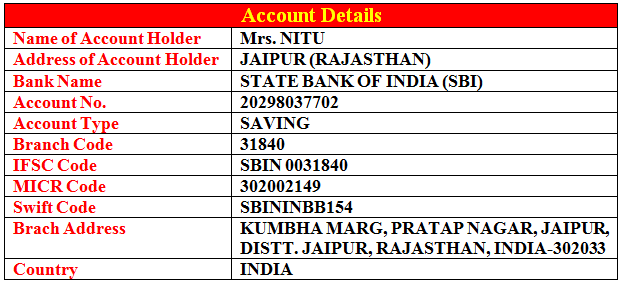 Account Details
Name of Account Holder Mrs. NITU
Address of Account Holder JAIPUR (RAJASTHAN)
Bank Name STATE BANK OF INDIA (SBI)
Account No. 20298037702
Account Type SAVING
Branch Code 31840
IFSC Code SBIN 0031840
MICR Code 302002149
Swift Code SBININBB154
Brach Address KUMBHA MARG, PRATAP NAGAR, JAIPUR,
DISTT. JAIPUR, RAJASTHAN, INDIA-302033
Country INDIA